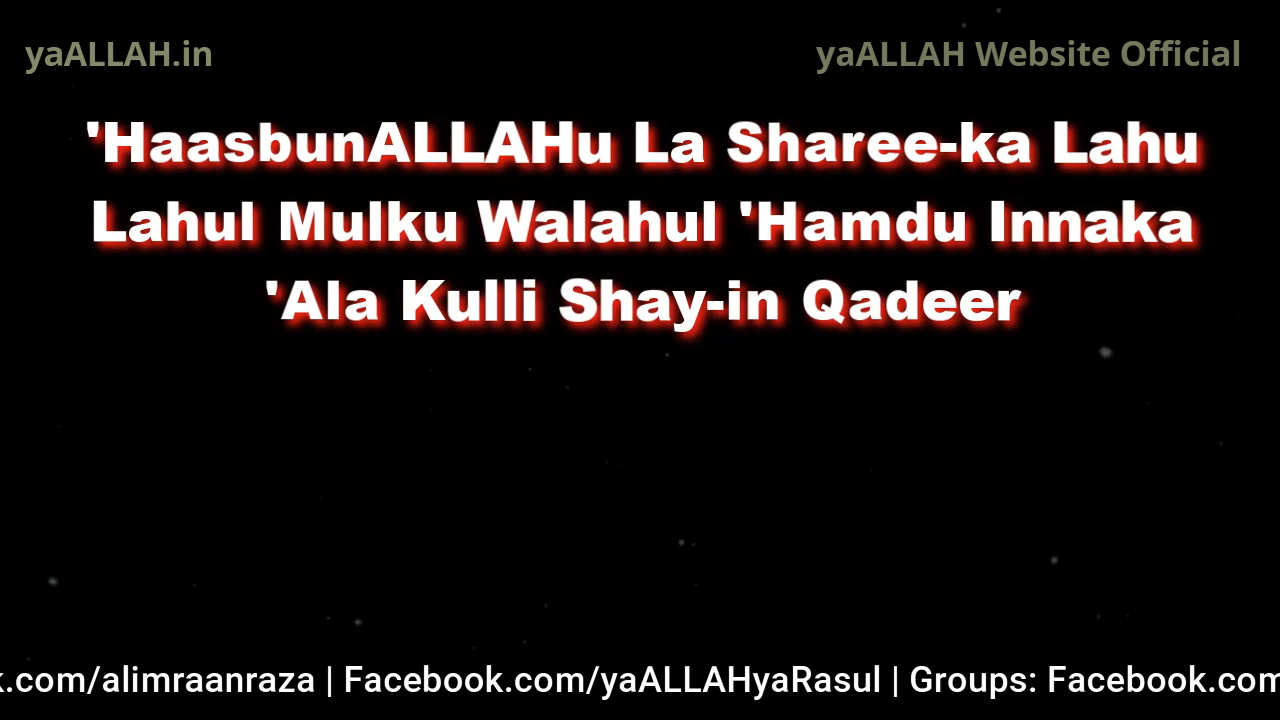 yaALLAH.in
yaALLAH Website Official
'HaasbunALLAHu La Sharee-ka Lahu
Lahul Mulku Walahul 'Hamdu Innaka
'Ala Kulli Shay-in Qadeer
k.com/alimraanraza | Facebook.com/yaALLAHyaRasul | Groups: Facebook.com